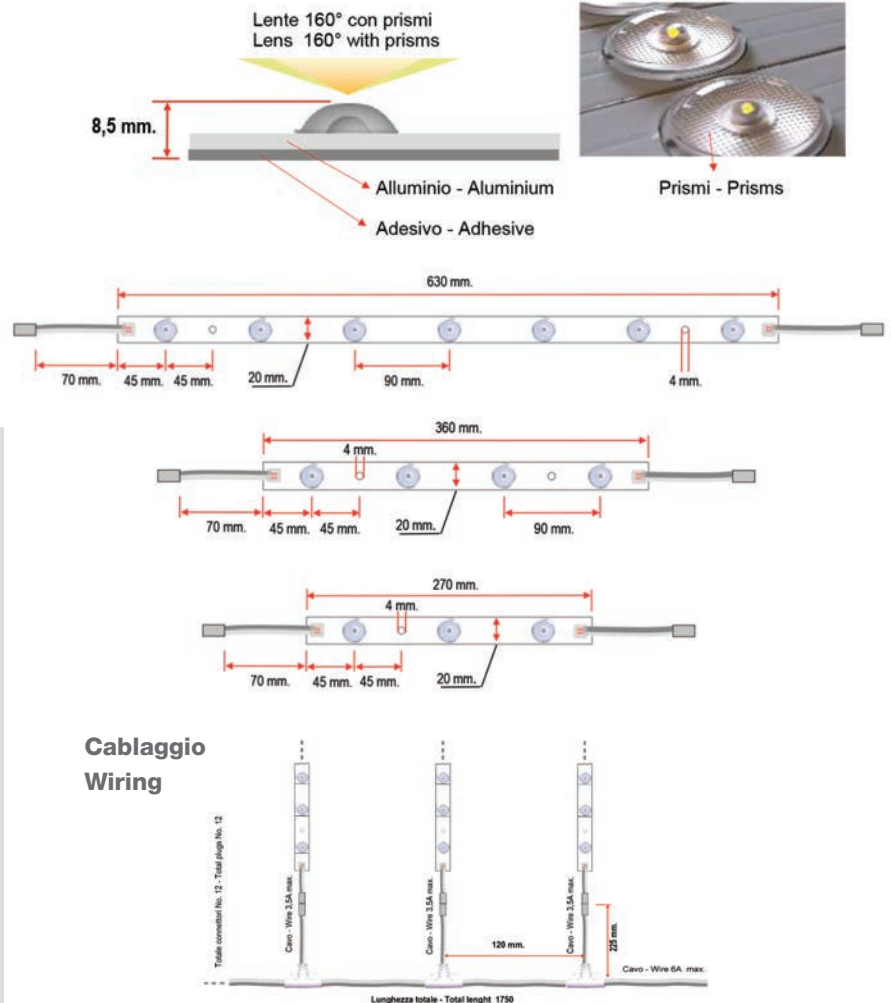 Lente 160° con prismi
Lens 160° with prisms
8,5 mm.
Alluminio - Aluminium
Prismi - Prisms
Adesivo - Adhesive
630 mm.
70 mm.
45 mm.
45 mm.
20 mm.
90 mm.
4 mm.
360 mm.
4 mm.
70 mm.
45 mm.
45 mm.
20 mm.
90 mm.
270 mm.
4 mm.
70 mm.
45 mm.
45 mm.
20 mm.
Cablaggio
Wiring
Totale connettori No. 12 - Total plugs No. 12
Cavo - Wire 3,5A max.
Cavo - Wire 3,5A max.
Cavo - Wire 3,5A max.
120 mm.
225 mm.
Cavo - Wire 6A max.
Lunghezza totale - Total lenght 1750